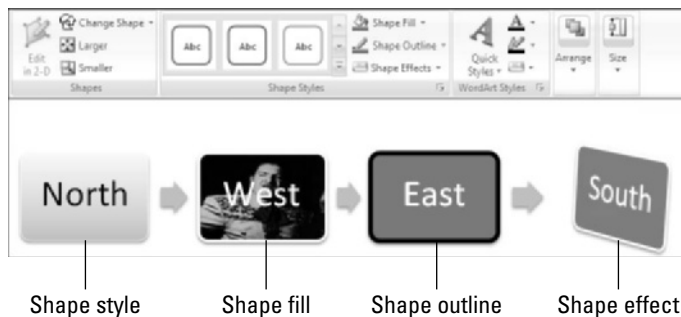 Change Shape
Larger
Smaller
Edit
in 2-D
Shapes
Abc Abc Abc
Shape Fill
Shape Outline
Shape Effects
Shape Styles
Quick
Styles
WordArt Styles
Arrange
Size
North West East South
Shape style Shape fill Shape outline Shape effect